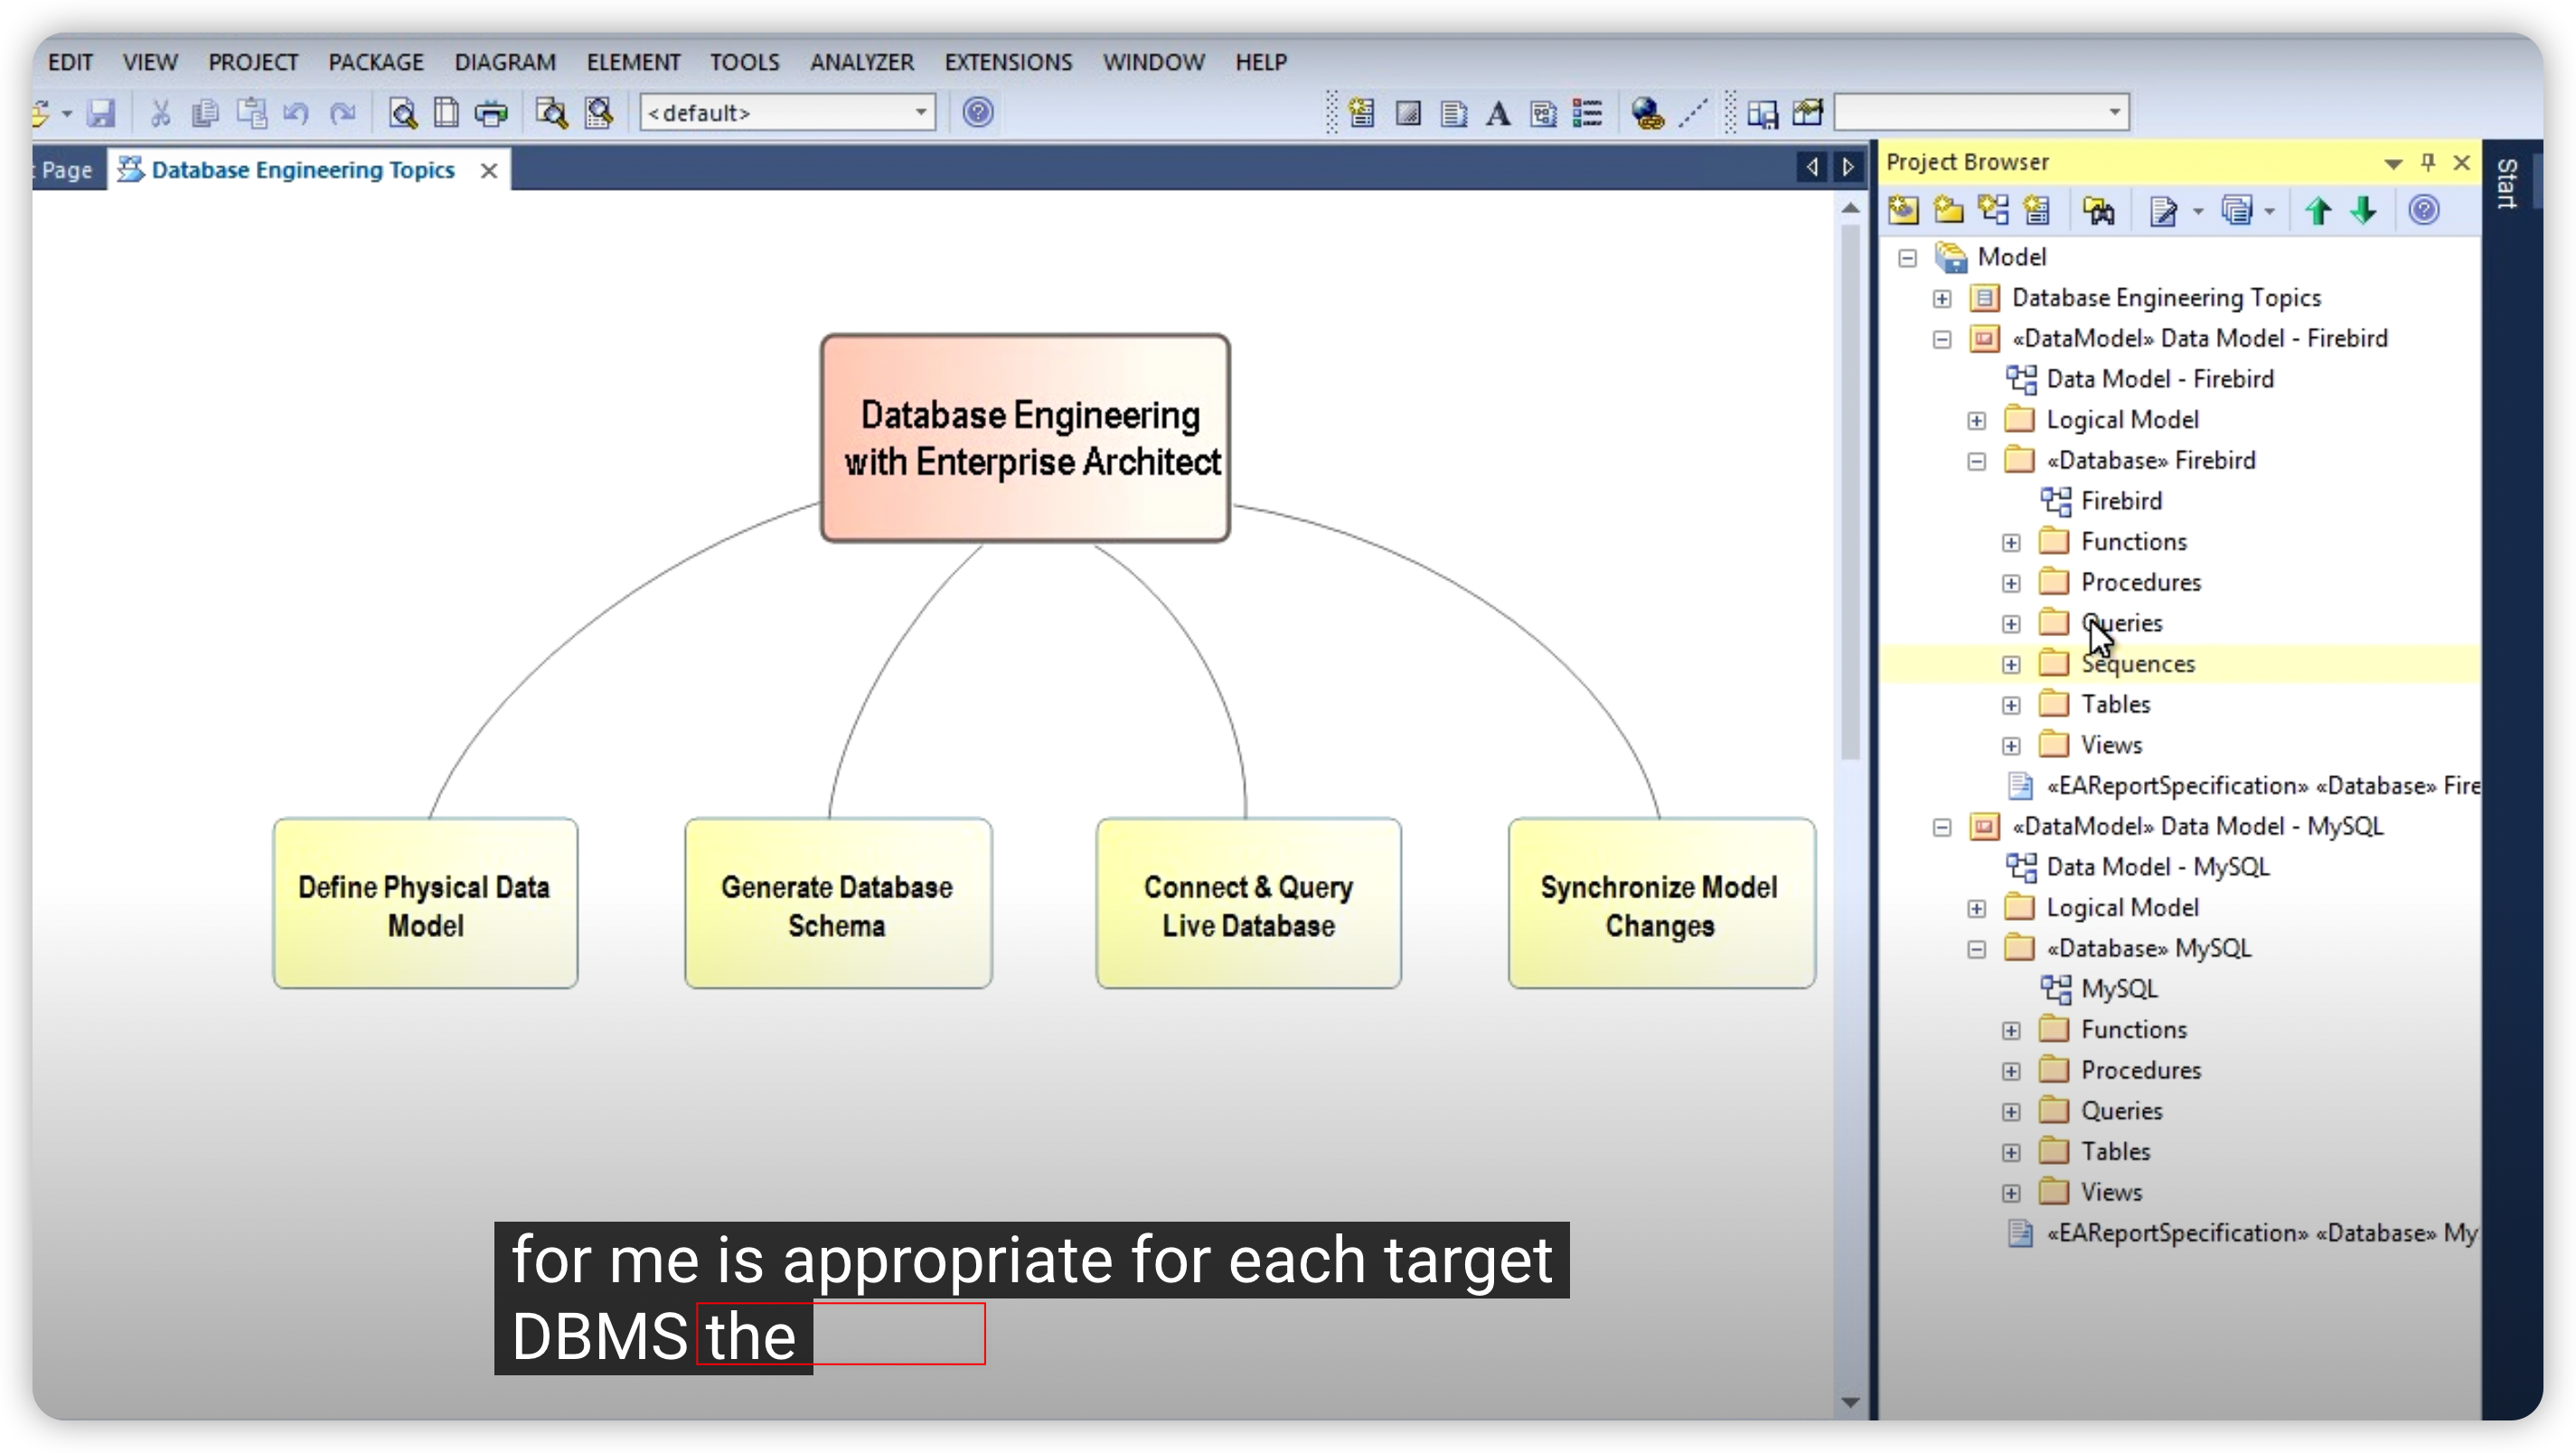 EDIT VIEW PROJECT PACKAGE DIAGRAM ELEMENT TOOLS ANALYZER EXTENSIONS WINDOW HELP
<default>
Page
Database Engineering Topics
Database Engineering
with Enterprise Architect
Define Physical Data
Model
Generate Database
Schema
Connect & Query
Live Database
Synchronize Model
Changes
Project Browser
Start
Model
Database Engineering Topics
«DataModel» Data Model - Firebird
Data Model - Firebird
Logical Model
«Database» Firebird
Firebird
Functions
Procedures
Queries
Sequences
Tables
Views
«EAReportSpecification» «Database» Fire
«DataModel» Data Model - MySQL
Data Model - MySQL
Logical Model
«Database» MySQL
MySQL
Functions
Procedures
Queries
Tables
Views
«EAReportSpecification» «Database» My
for me is appropriate for each target
DBMS the